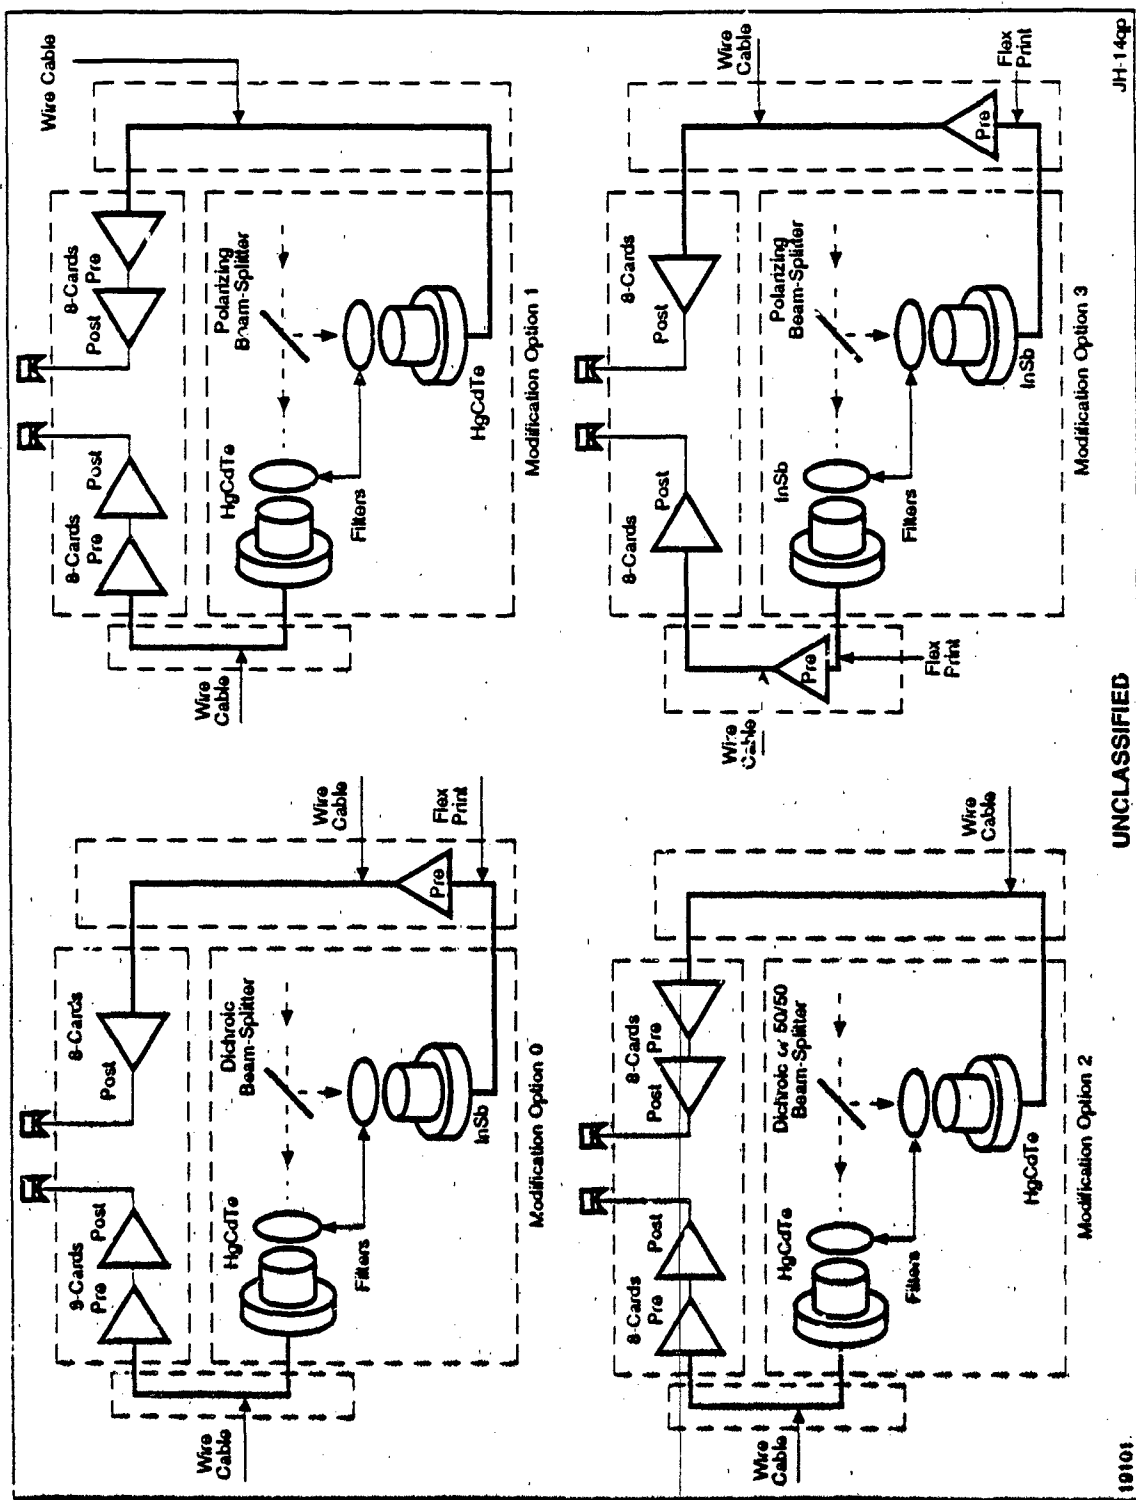 Wire
Cable
9-Cards
Pre
Post
8-Cards
Post
HgCdTe
Dichroic
Beam-Splitter
Filters
InSb
Pre
Wire
Cable
Flex
Print
Modification Option 0
Wire
Cable
8-Cards
Pre
Post
8-Cards
Post
Pre
HgCdTe
Polarizing
Beam-Splitter
Filters
HgCdTe
Wire Cable
Modification Option 1
Wire
Cable
8-Cards
Pre
Post
8-Cards
Post
Pre
HgCdTe
Dichroic or 50/50
Beam-Splitter
Filters
HgCdTe
Wire
Cable
Modification Option 2
Wire
Cable
Pre
Flex
Print
8-Cards
Post
8-Cards
Post
InSb
Polarizing
Beam-Splitter
Filters
InSb
Wire
Cable
Pre
Flex
Print
Modification Option 3
19101
UNCLASSIFIED
JH-14qp